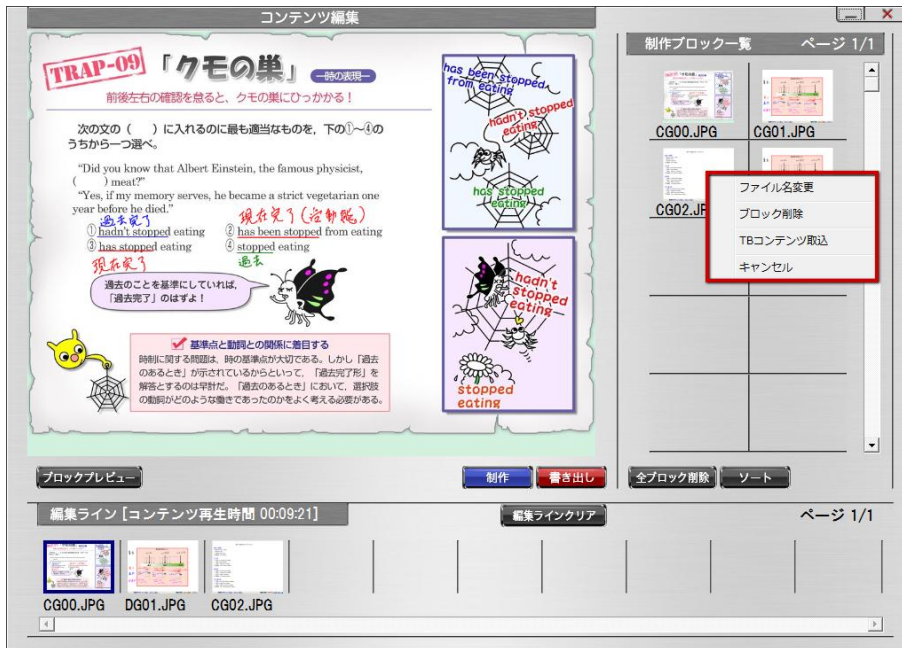 コンテンツ編集
TRAP-09
「クモの巣」
時の表現
前後左右の確認を怠ると、クモの巣にひっかかる！
次の文の（　　）に入れるのに最も適当なものを，下の①～④の
うちから一つ選べ。
"Did you know that Albert Einstein, the famous physicist,
(　　) meat?"
"Yes, if my memory serves, he became a strict vegetarian one
year before he died."
過去完了
現在完了(受動態)
① hadn't stopped eating
② has been stopped from eating
③ has stopped eating
④ stopped eating
現在完了
過去
過去のことを基準にしていれば，
「過去完了」のはずよ！
基準点と動詞との関係に着目する
時制に関する問題は，時の基準点が大切である。しかし「過去
のあるとき」が示されているからといって，「過去完了形」を
解答とするのは早計だ。「過去のあるとき」において，選択肢
の動詞がどのような働きであったのかをよく考える必要がある。
has been stopped
from eating
hadn't stopped
eating
has stopped
eating
hadn't
stopped
eating
stopped
eating
ブロックプレビュー
制作
書き出し
制作ブロック一覧
ページ 1/1
CG00.JPG
CG01.JPG
CG02.JP
ファイル名変更
ブロック削除
TBコンテンツ取込
キャンセル
全ブロック削除
ソート
編集ライン [コンテンツ再生時間 00:09:21]
編集ラインクリア
ページ 1/1
CG00.JPG
DG01.JPG
CG02.JPG